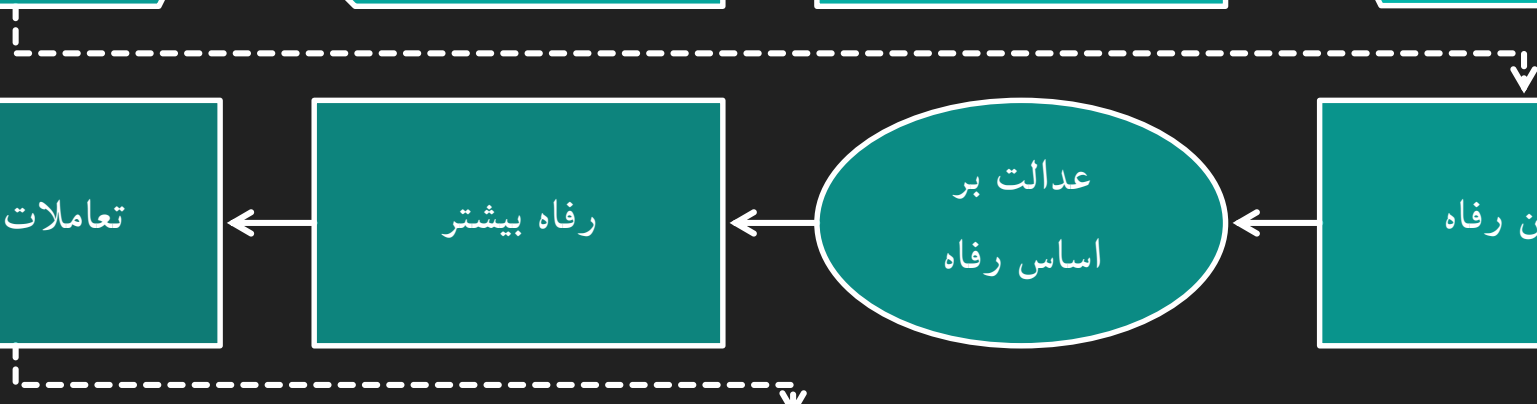 رفاه
عدالت بر
اساس رفاه
رفاه بیشتر
تعاملات